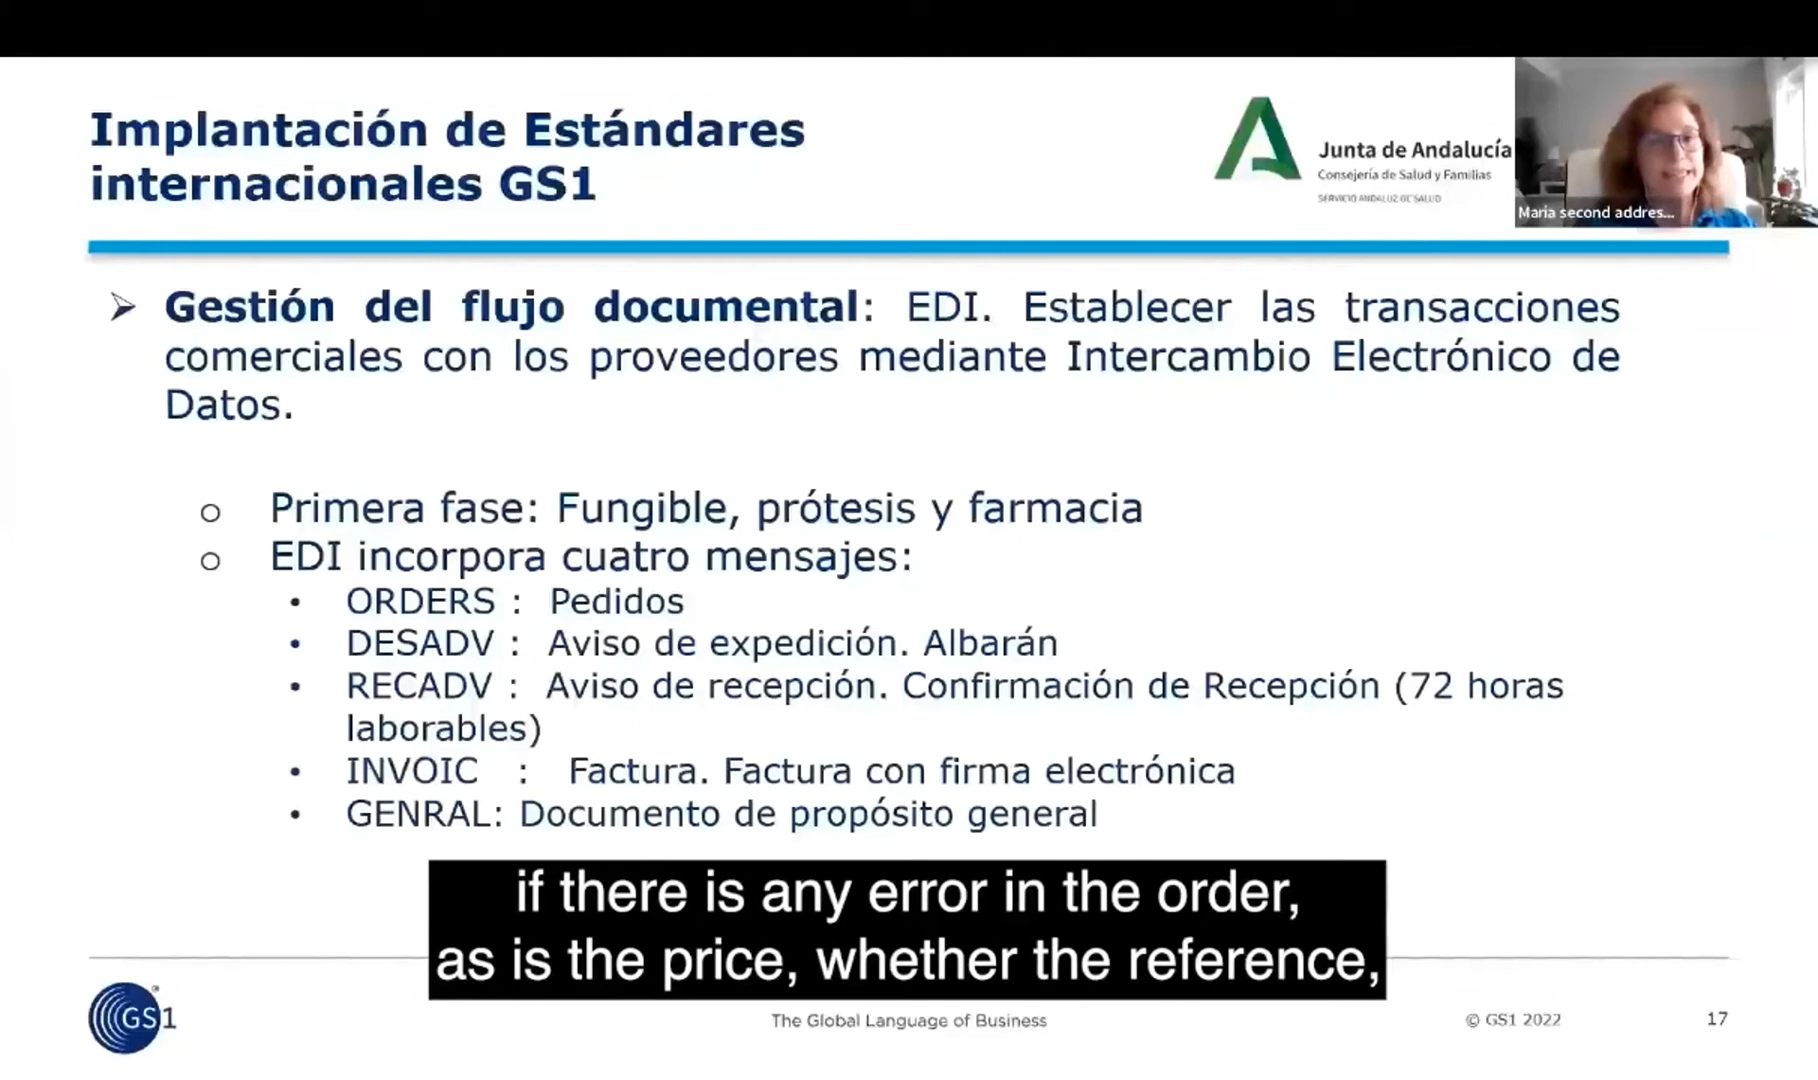 Implantación de Estándares
internacionales GS1
Junta de Andalucía
Consejería de Salud y Familias
SERVICIO ANDALUZ DE SALUD
Maria second addres...
➢ Gestión del flujo documental: EDI. Establecer las transacciones
comerciales con los proveedores mediante Intercambio Electrónico de
Datos.
o Primera fase: Fungible, prótesis y farmacia
o EDI incorpora cuatro mensajes:
• ORDERS : Pedidos
• DESADV : Aviso de expedición. Albarán
• RECADV : Aviso de recepción. Confirmación de Recepción (72 horas
laborables)
• INVOIC : Factura. Factura con firma electrónica
• GENRAL: Documento de propósito general
if there is any error in the order,
as is the price, whether the reference,
GS1
®
The Global Language of Business
© GS1 2022
17